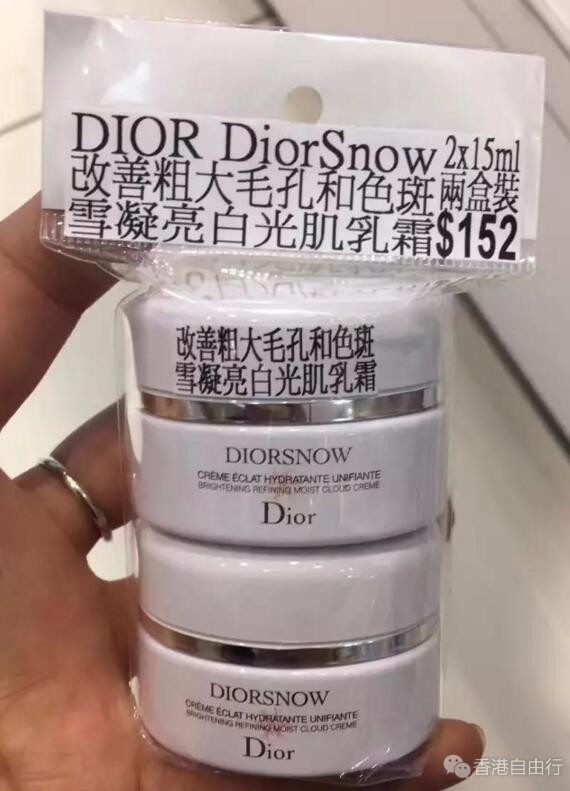 DIOR DiorSnow 2x15ml
改善粗大毛孔和色斑 兩盒裝
雪凝亮白光肌乳霜 $152
改善粗大毛孔和色斑
雪凝亮白光肌乳霜
DIORSNOW
CRÈME ÉCLAT HYDRATANTE UNIFIANTE
BRIGHTENING REFINING MOIST CLOUD CREME
Dior
DIORSNOW
CRÈME ÉCLAT HYDRATANTE UNIFIANTE
BRIGHTENING REFINING MOIST CLOUD CREME
Dior
香港自由行